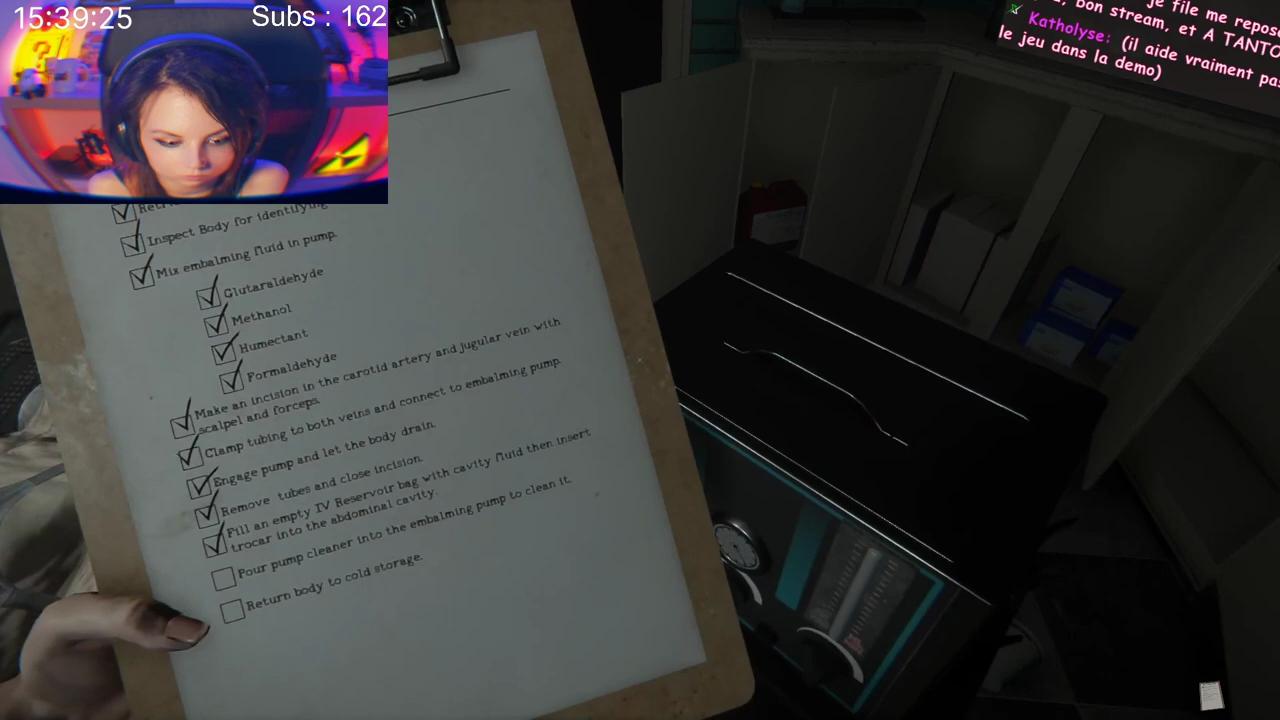 15:39:25
Subs : 162
je file me repose
bon stream, et A TANTO
Katholyse: (il aide vraiment pas
le jeu dans la demo)
Inspect Body for identifying
Mix embalming fluid in pump.
Glutaraldehyde
Methanol
Humectant
Formaldehyde
Make an incision in the carotid artery and jugular vein with
scalpel and forceps.
Clamp tubing to both veins and connect to embalming pump.
Engage pump and let the body drain.
Remove tubes and close incision.
Fill an empty IV Reservoir bag with cavity fluid then insert
trocar into the abdominal cavity.
Pour pump cleaner into the embalming pump to clean it.
Return body to cold storage.